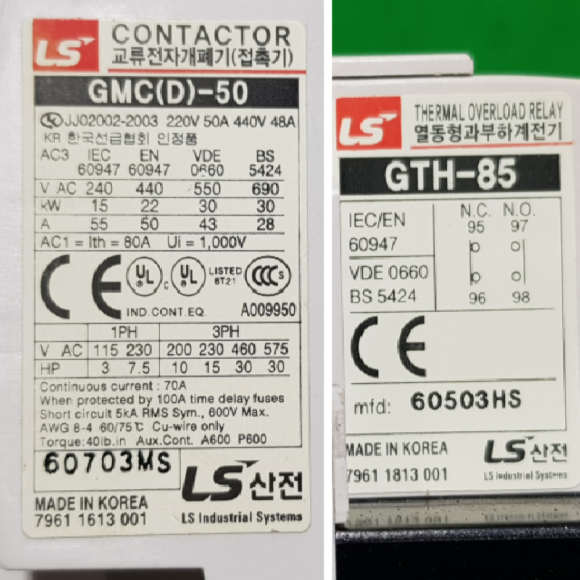 LS CONTACTOR
교류전자개폐기(접촉기)
GMC(D)-50
JJ02002-2003 220V 50A 440V 48A
KR 한국선급협회 인정품
AC3 IEC EN VDE BS
60947 60947 0660 5424
V AC 240 440 550 690
kW 15 22 30 30
A 55 50 43 28
AC1 = Ith = 80A Ui = 1,000V
CE UL c UL LISTED 6T21 CCC S
IND.CONT.EQ. A009950
1PH 3PH
V AC 115 230 200 230 460 575
HP 3 7.5 10 15 30 30
Continuous current : 70A
When protected by 100A time delay fuses
Short circuit 5kA RMS Sym., 600V Max.
AWG 8-4 60/75℃ Cu-wire only
Torque:40lb.in Aux.Cont. A600 P600
60703MS
LS산전
MADE IN KOREA
7961 1613 001 LS Industrial Systems
LS THERMAL OVERLOAD RELAY
열동형과부하계전기
GTH-85
IEC/EN
60947
VDE 0660
BS 5424
N.C. N.O.
95 97
96 98
CE
mfd: 60503HS
MADE IN KOREA LS산전
7961 1813 001 LS Industrial Systems